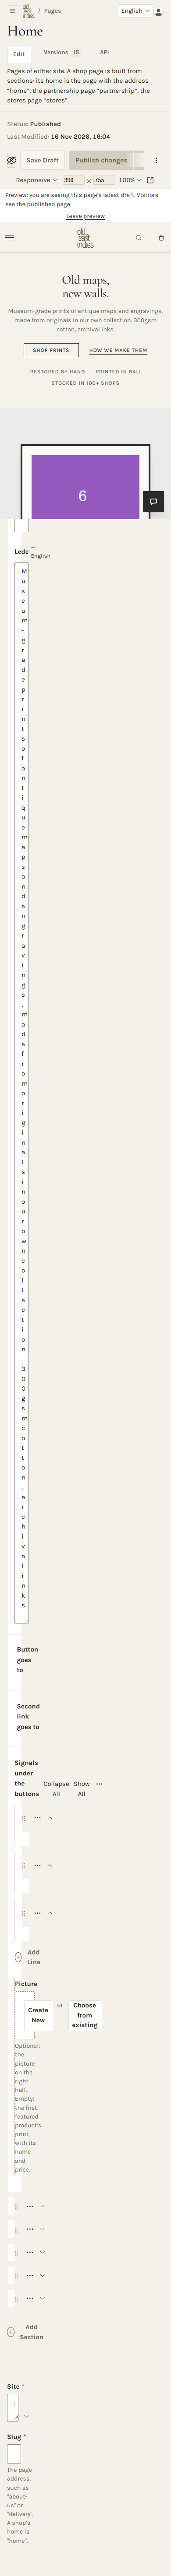 old
east
indies
/ Pages
English
Home
Edit
Versions 15
API
Pages of either site. A shop page is built from
sections: its home is the page with the address
“home”, the partnership page “partnership”, the
stores page “stores”.
Status: Published
Last Modified: 16 Nov 2026, 16:04
Save Draft
Publish changes
Responsive
390 × 755
100%
Preview: you are seeing this page's latest draft. Visitors
see the published page.
Leave preview
old
east
indies
Old maps,
new walls.
Museum-grade prints of antique maps and engravings,
made from originals in our own collection. 300gsm
cotton, archival inks.
SHOP PRINTS
HOW WE MAKE THEM
RESTORED BY HAND
PRINTED IN BALI
STOCKED IN 100+ SHOPS
6
Lede —
English
Museum-grade prints of antique maps and engravings, made from originals in our own collection. 300gsm cotton, archival inks.
Button
goes
to
Second
link
goes to
Signals
under
the
buttons
Collapse
All
Show
All
Add
Line
Picture
Create
New
or
Choose
from
existing
Optional:
the
picture
on the
right
half.
Empty:
the first
featured
product's
print,
with its
name
and
price.
Add
Section
Site *
Slug *
The page
address,
such as
"about-
us" or
"delivery".
A shop's
home is
"home".